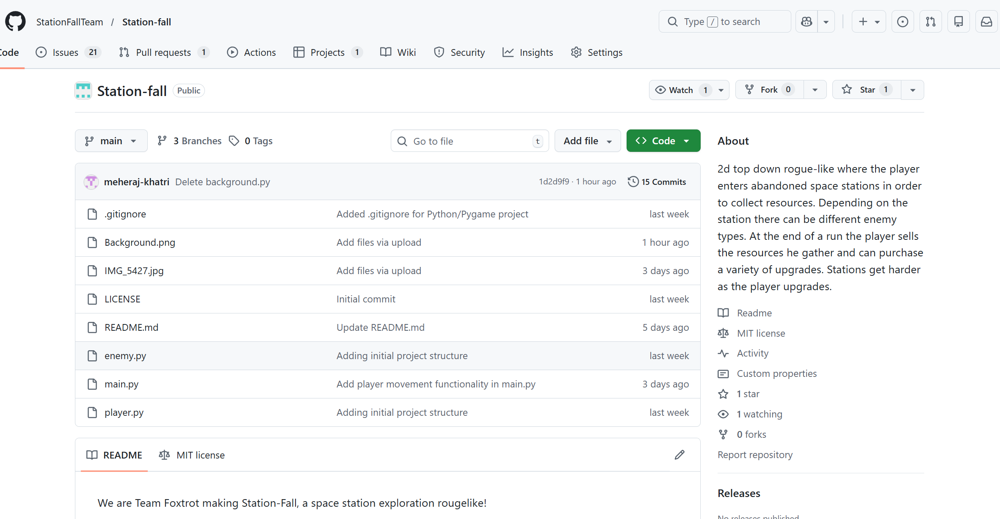 StationFallTeam / Station-fall
Type / to search
Code
Issues 21
Pull requests 1
Actions
Projects 1
Wiki
Security
Insights
Settings
Station-fall Public
Watch 1
Fork 0
Star 1
main
3 Branches
0 Tags
Go to file t
Add file
Code
meheraj-khatri Delete background.py 1d2d9f9 · 1 hour ago 15 Commits
.gitignore Added .gitignore for Python/Pygame project last week
Background.png Add files via upload 1 hour ago
IMG_5427.jpg Add files via upload 3 days ago
LICENSE Initial commit last week
README.md Update README.md 5 days ago
enemy.py Adding initial project structure last week
main.py Add player movement functionality in main.py 3 days ago
player.py Adding initial project structure last week
README MIT license
We are Team Foxtrot making Station-Fall, a space station exploration rougelike!
About
2d top down rogue-like where the player
enters abandoned space stations in order
to collect resources. Depending on the
station there can be different enemy
types. At the end of a run the player sells
the resources he gather and can purchase
a variety of upgrades. Stations get harder
as the player upgrades.
Readme
MIT license
Activity
Custom properties
1 star
1 watching
0 forks
Report repository
Releases
No releases published